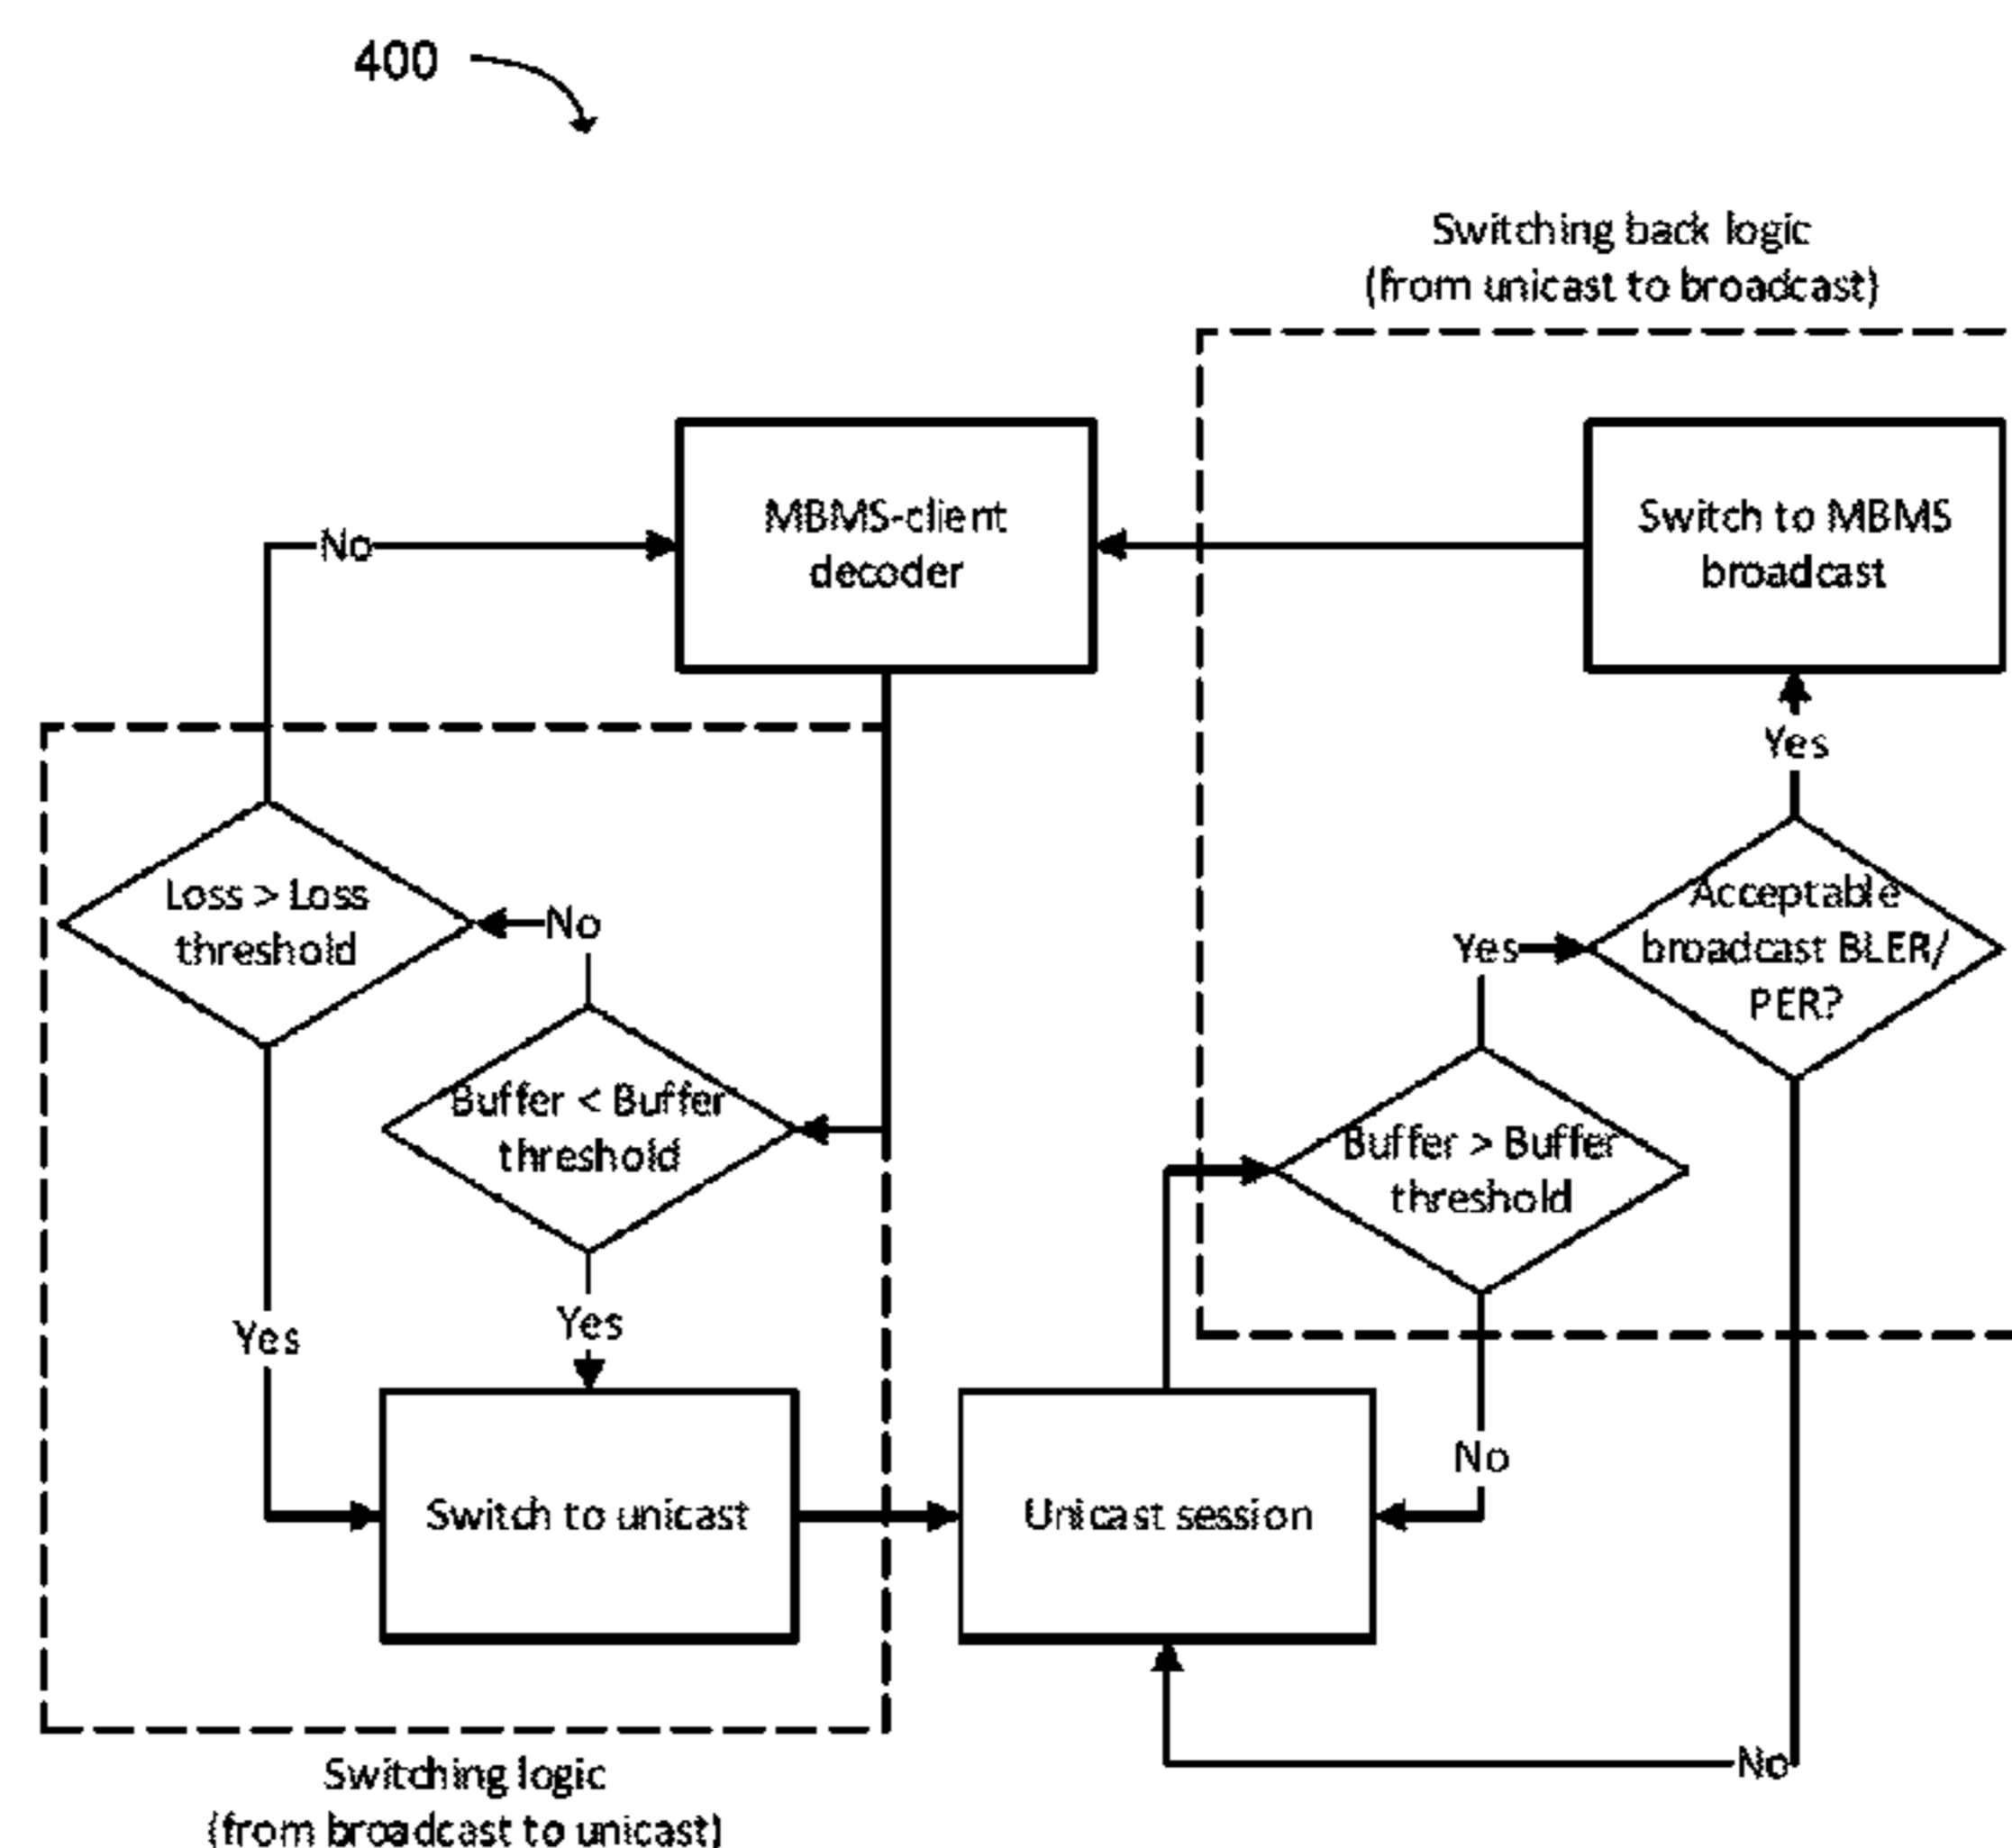 400
Switching back logic
(from unicast to broadcast)
MBMS-client
decoder
Switch to MBMS
broadcast
No
Yes
Loss > Loss
threshold
No
Acceptable
broadcast BLER/
PER?
Yes
Buffer < Buffer
threshold
Buffer > Buffer
threshold
Yes
Yes
No
Switch to unicast
Unicast session
No
Switching logic
(from broadcast to unicast)